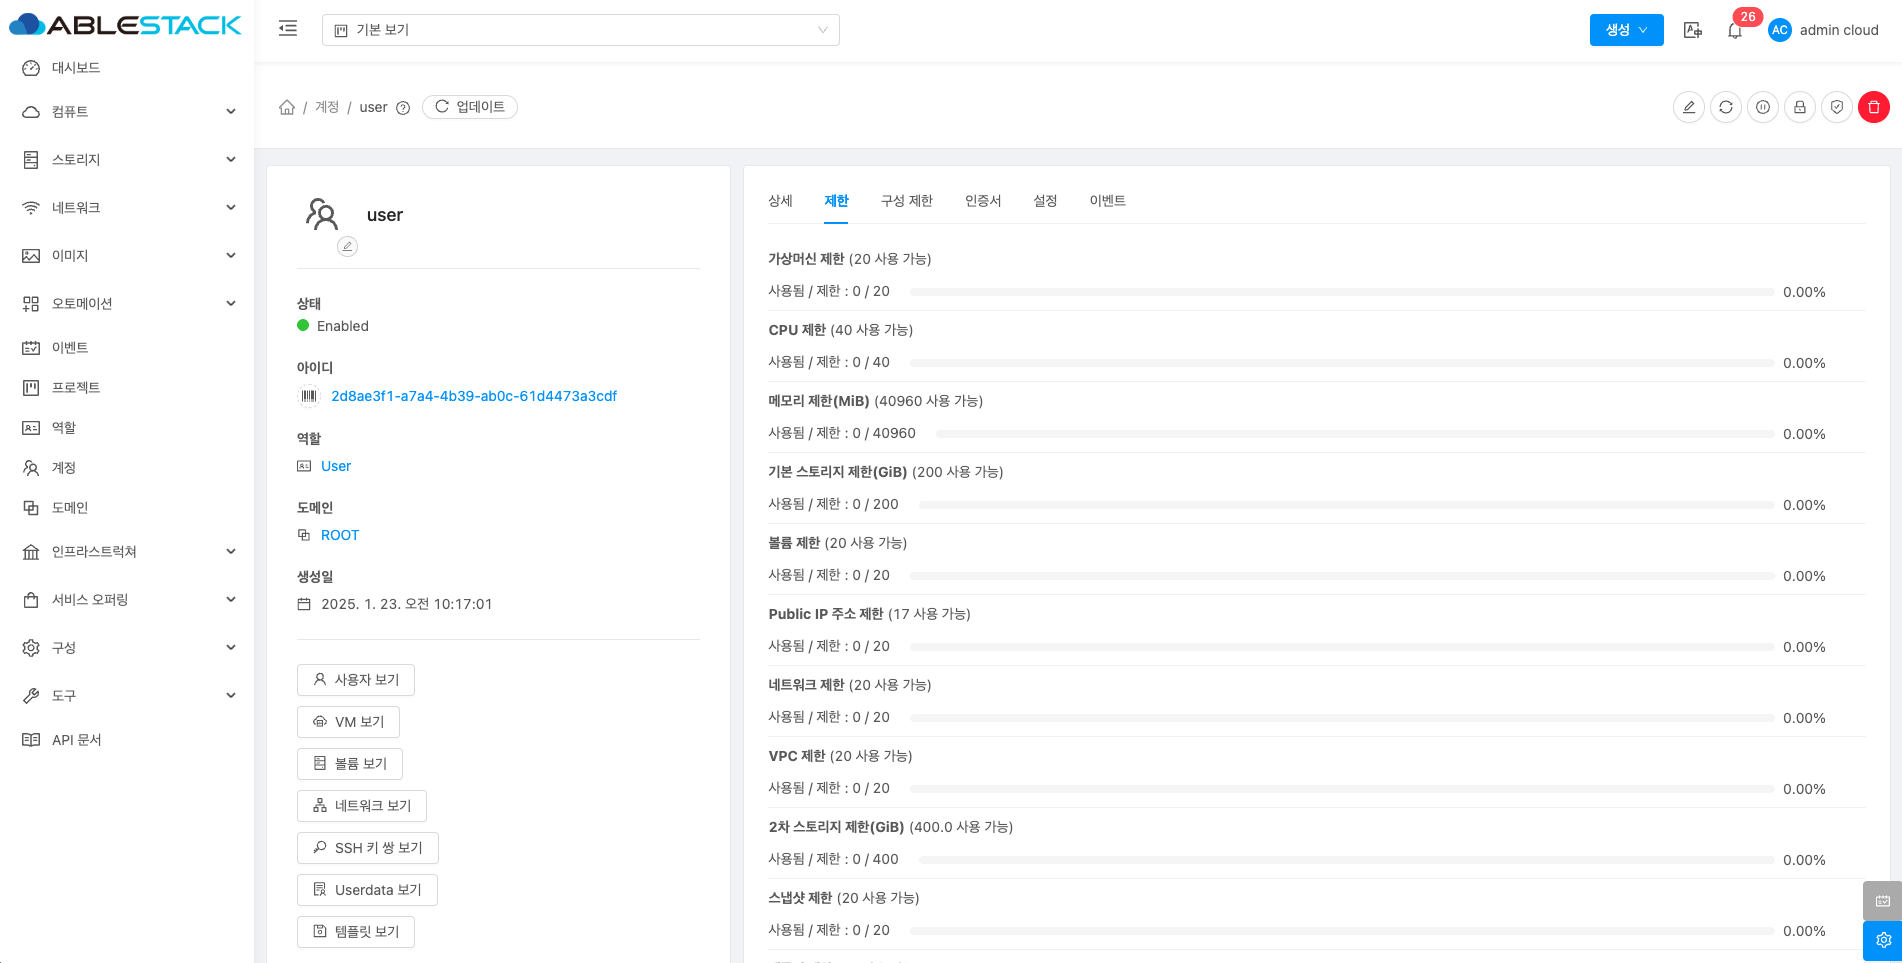 ABLESTACK
대시보드
컴퓨트
스토리지
네트워크
이미지
오토메이션
이벤트
프로젝트
역할
계정
도메인
인프라스트럭쳐
서비스 오퍼링
구성
도구
API 문서
기본 보기
생성
26
AC
admin cloud
/ 계정 / user
업데이트
user
상태
Enabled
아이디
2d8ae3f1-a7a4-4b39-ab0c-61d4473a3cdf
역할
User
도메인
ROOT
생성일
2025. 1. 23. 오전 10:17:01
사용자 보기
VM 보기
볼륨 보기
네트워크 보기
SSH 키 쌍 보기
Userdata 보기
템플릿 보기
상세 제한 구성 제한 인증서 설정 이벤트
가상머신 제한 (20 사용 가능)
사용됨 / 제한 : 0 / 20 0.00%
CPU 제한 (40 사용 가능)
사용됨 / 제한 : 0 / 40 0.00%
메모리 제한(MiB) (40960 사용 가능)
사용됨 / 제한 : 0 / 40960 0.00%
기본 스토리지 제한(GiB) (200 사용 가능)
사용됨 / 제한 : 0 / 200 0.00%
볼륨 제한 (20 사용 가능)
사용됨 / 제한 : 0 / 20 0.00%
Public IP 주소 제한 (17 사용 가능)
사용됨 / 제한 : 0 / 20 0.00%
네트워크 제한 (20 사용 가능)
사용됨 / 제한 : 0 / 20 0.00%
VPC 제한 (20 사용 가능)
사용됨 / 제한 : 0 / 20 0.00%
2차 스토리지 제한(GiB) (400.0 사용 가능)
사용됨 / 제한 : 0 / 400 0.00%
스냅샷 제한 (20 사용 가능)
사용됨 / 제한 : 0 / 20 0.00%